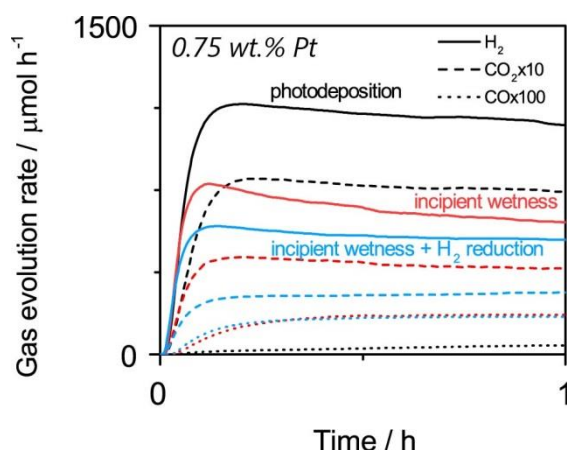 1500
0.75 wt.% Pt
H₂
CO₂x10
COx100
photodeposition
incipient wetness
incipient wetness + H₂ reduction
Gas evolution rate / μmol h⁻¹
0
0
1
Time / h